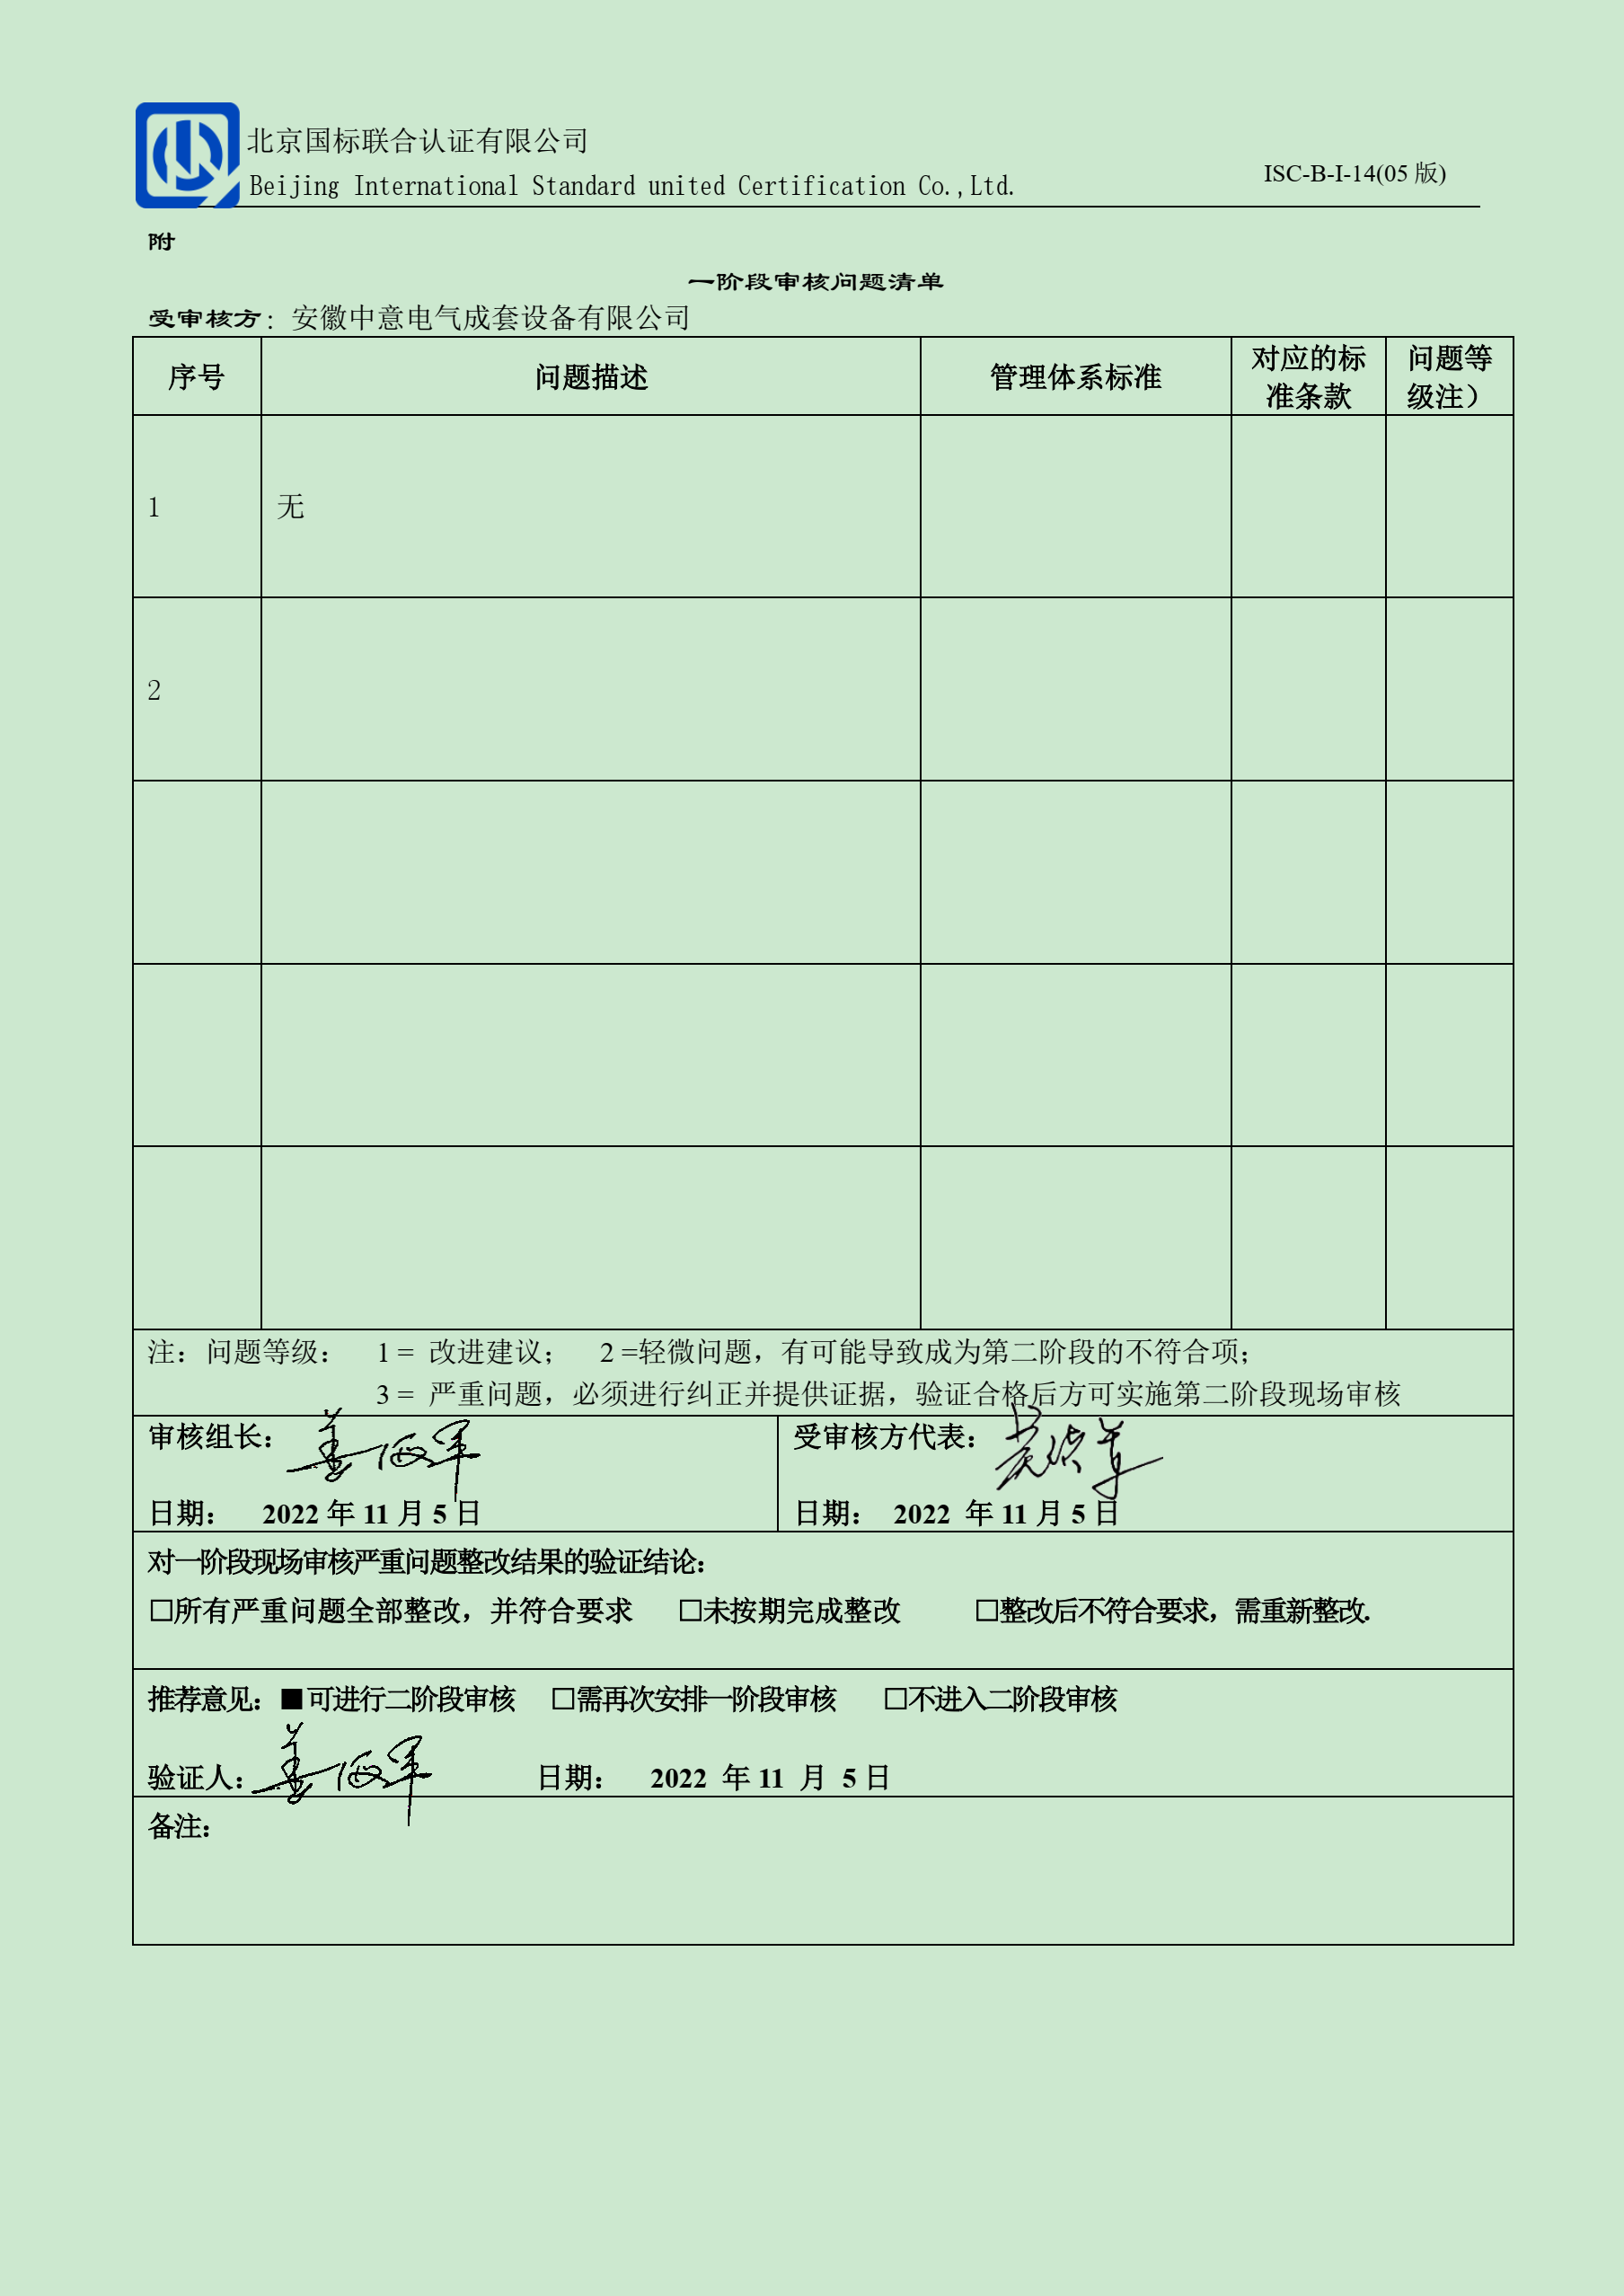 北京国标联合认证有限公司
Beijing International Standard united Certification Co.,Ltd.
ISC-B-I-14(05 版)
附
一阶段审核问题清单
受审核方：安徽中意电气成套设备有限公司
序号 问题描述 管理体系标准 对应的标准条款 问题等级注）
1 无
2
注：问题等级： 1 = 改进建议； 2 =轻微问题，有可能导致成为第二阶段的不符合项；
3 = 严重问题，必须进行纠正并提供证据，验证合格后方可实施第二阶段现场审核
审核组长： 受审核方代表：
日期： 2022 年 11 月 5 日 日期： 2022 年 11 月 5 日
对一阶段现场审核严重问题整改结果的验证结论：
□所有严重问题全部整改，并符合要求 □未按期完成整改 □整改后不符合要求，需重新整改.
推荐意见：■可进行二阶段审核 □需再次安排一阶段审核 □不进入二阶段审核
验证人： 日期： 2022 年 11 月 5 日
备注：